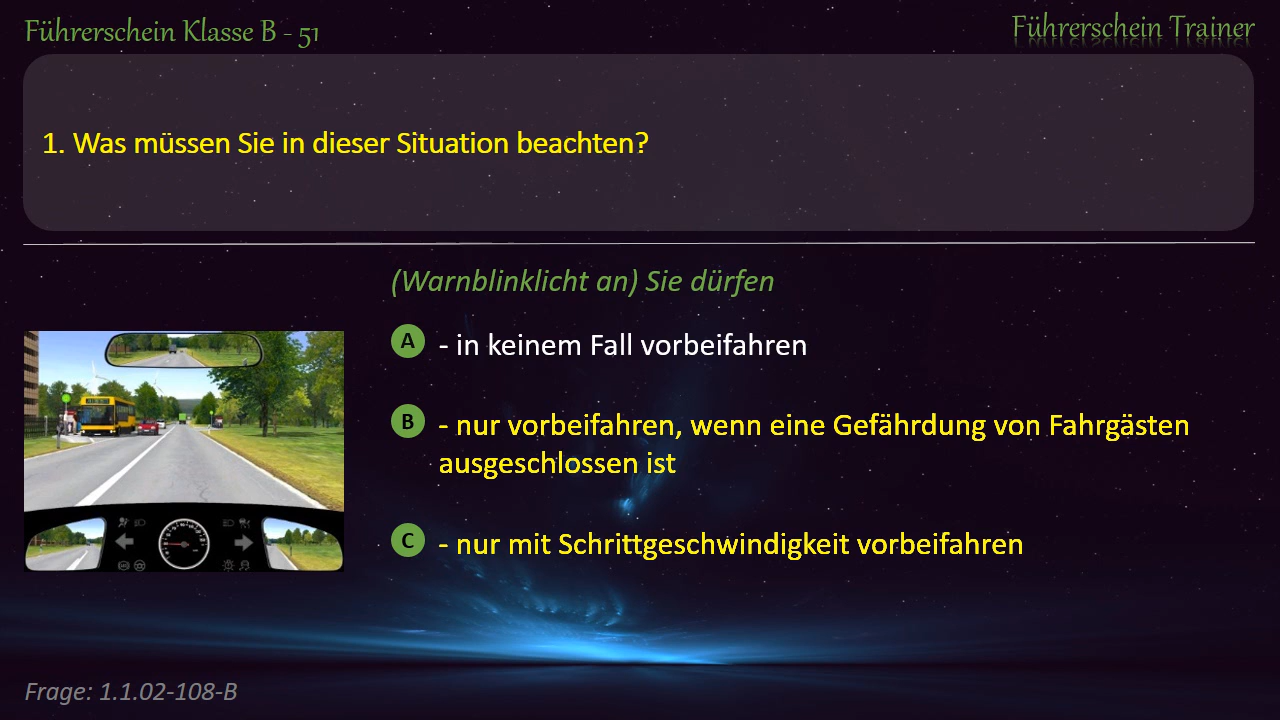 Führerschein Klasse B - 51
Führerschein Trainer
1. Was müssen Sie in dieser Situation beachten?
(Warnblinklicht an) Sie dürfen
A - in keinem Fall vorbeifahren
B - nur vorbeifahren, wenn eine Gefährdung von Fahrgästen
ausgeschlossen ist
C - nur mit Schrittgeschwindigkeit vorbeifahren
Frage: 1.1.02-108-B